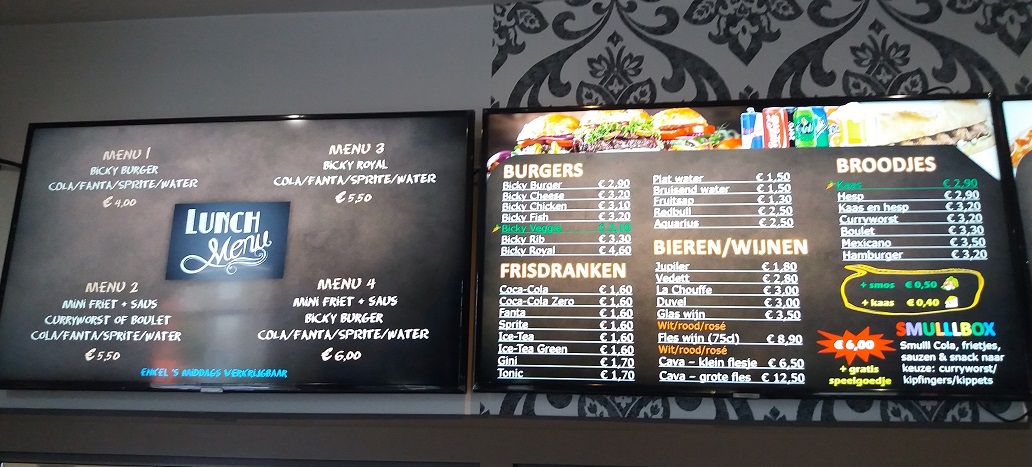 MENU 1
BICKY BURGER
COLA/FANTA/SPRITE/WATER
€ 4,00
MENU 3
BICKY ROYAL
COLA/FANTA/SPRITE/WATER
€ 5,50
LUNCH
Menu
MENU 2
MINI FRIET + SAUS
CURRYWORST OF BOULET
COLA/FANTA/SPRITE/WATER
€ 5,50
MENU 4
MINI FRIET + SAUS
BICKY BURGER
COLA/FANTA/SPRITE/WATER
€ 6,00
ENKEL 'S MIDDAGS VERKRIJGBAAR
BURGERS
Bicky Burger € 2,90
Bicky Cheese € 3,20
Bicky Chicken € 3,10
Bicky Fish € 3,20
Bicky Veggie
Bicky Rib € 3,30
Bicky Royal € 4,60
FRISDRANKEN
Coca-Cola € 1,60
Coca-Cola Zero € 1,60
Fanta € 1,60
Sprite € 1,60
Ice-Tea € 1,60
Ice-Tea Green € 1,60
Gini € 1,70
Tonic € 1,70
Plat water € 1,50
Bruisend water € 1,50
Fruitsap € 1,30
Redbull € 2,50
Aquarius € 2,50
BIEREN/WIJNEN
Jupiler € 1,80
Vedett € 2,80
La Chouffe € 3,00
Duvel € 3,00
Glas wijn € 3,50
Wit/rood/rosé
Fles wijn (75cl) € 8,90
Wit/rood/rosé
Cava – klein flesje € 6,50
Cava – grote fles € 12,50
BROODJES
Kaas € 2,90
Hesp € 2,90
Kaas en hesp € 3,20
Curryworst € 3,20
Boulet € 3,30
Mexicano € 3,50
Hamburger € 3,20
+ smos € 0,50
+ kaas € 0,40
SMULLLBOX
€ 6,00
+ gratis
speelgoedje
Smulll Cola, frietjes,
sauzen & snack naar
keuze: curryworst/
kipfingers/kippets